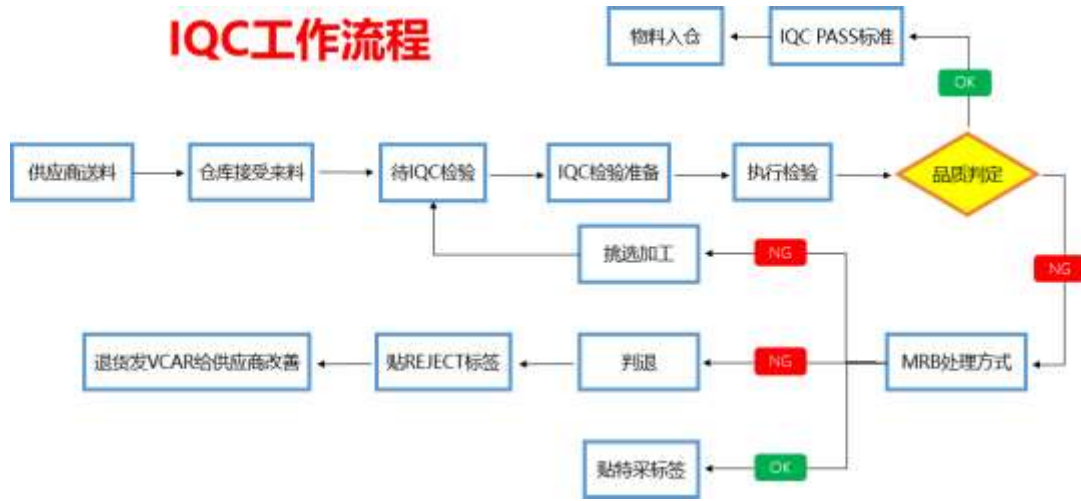 IQC工作流程
物料入仓
IQC PASS标准
OK
供应商送料
仓库接受来料
待IQC检验
IQC检验准备
执行检验
品质判定
挑选加工
NG
NG
退货发VCAR给供应商改善
贴REJECT标签
判退
NG
MRB处理方式
贴特采标签
OK